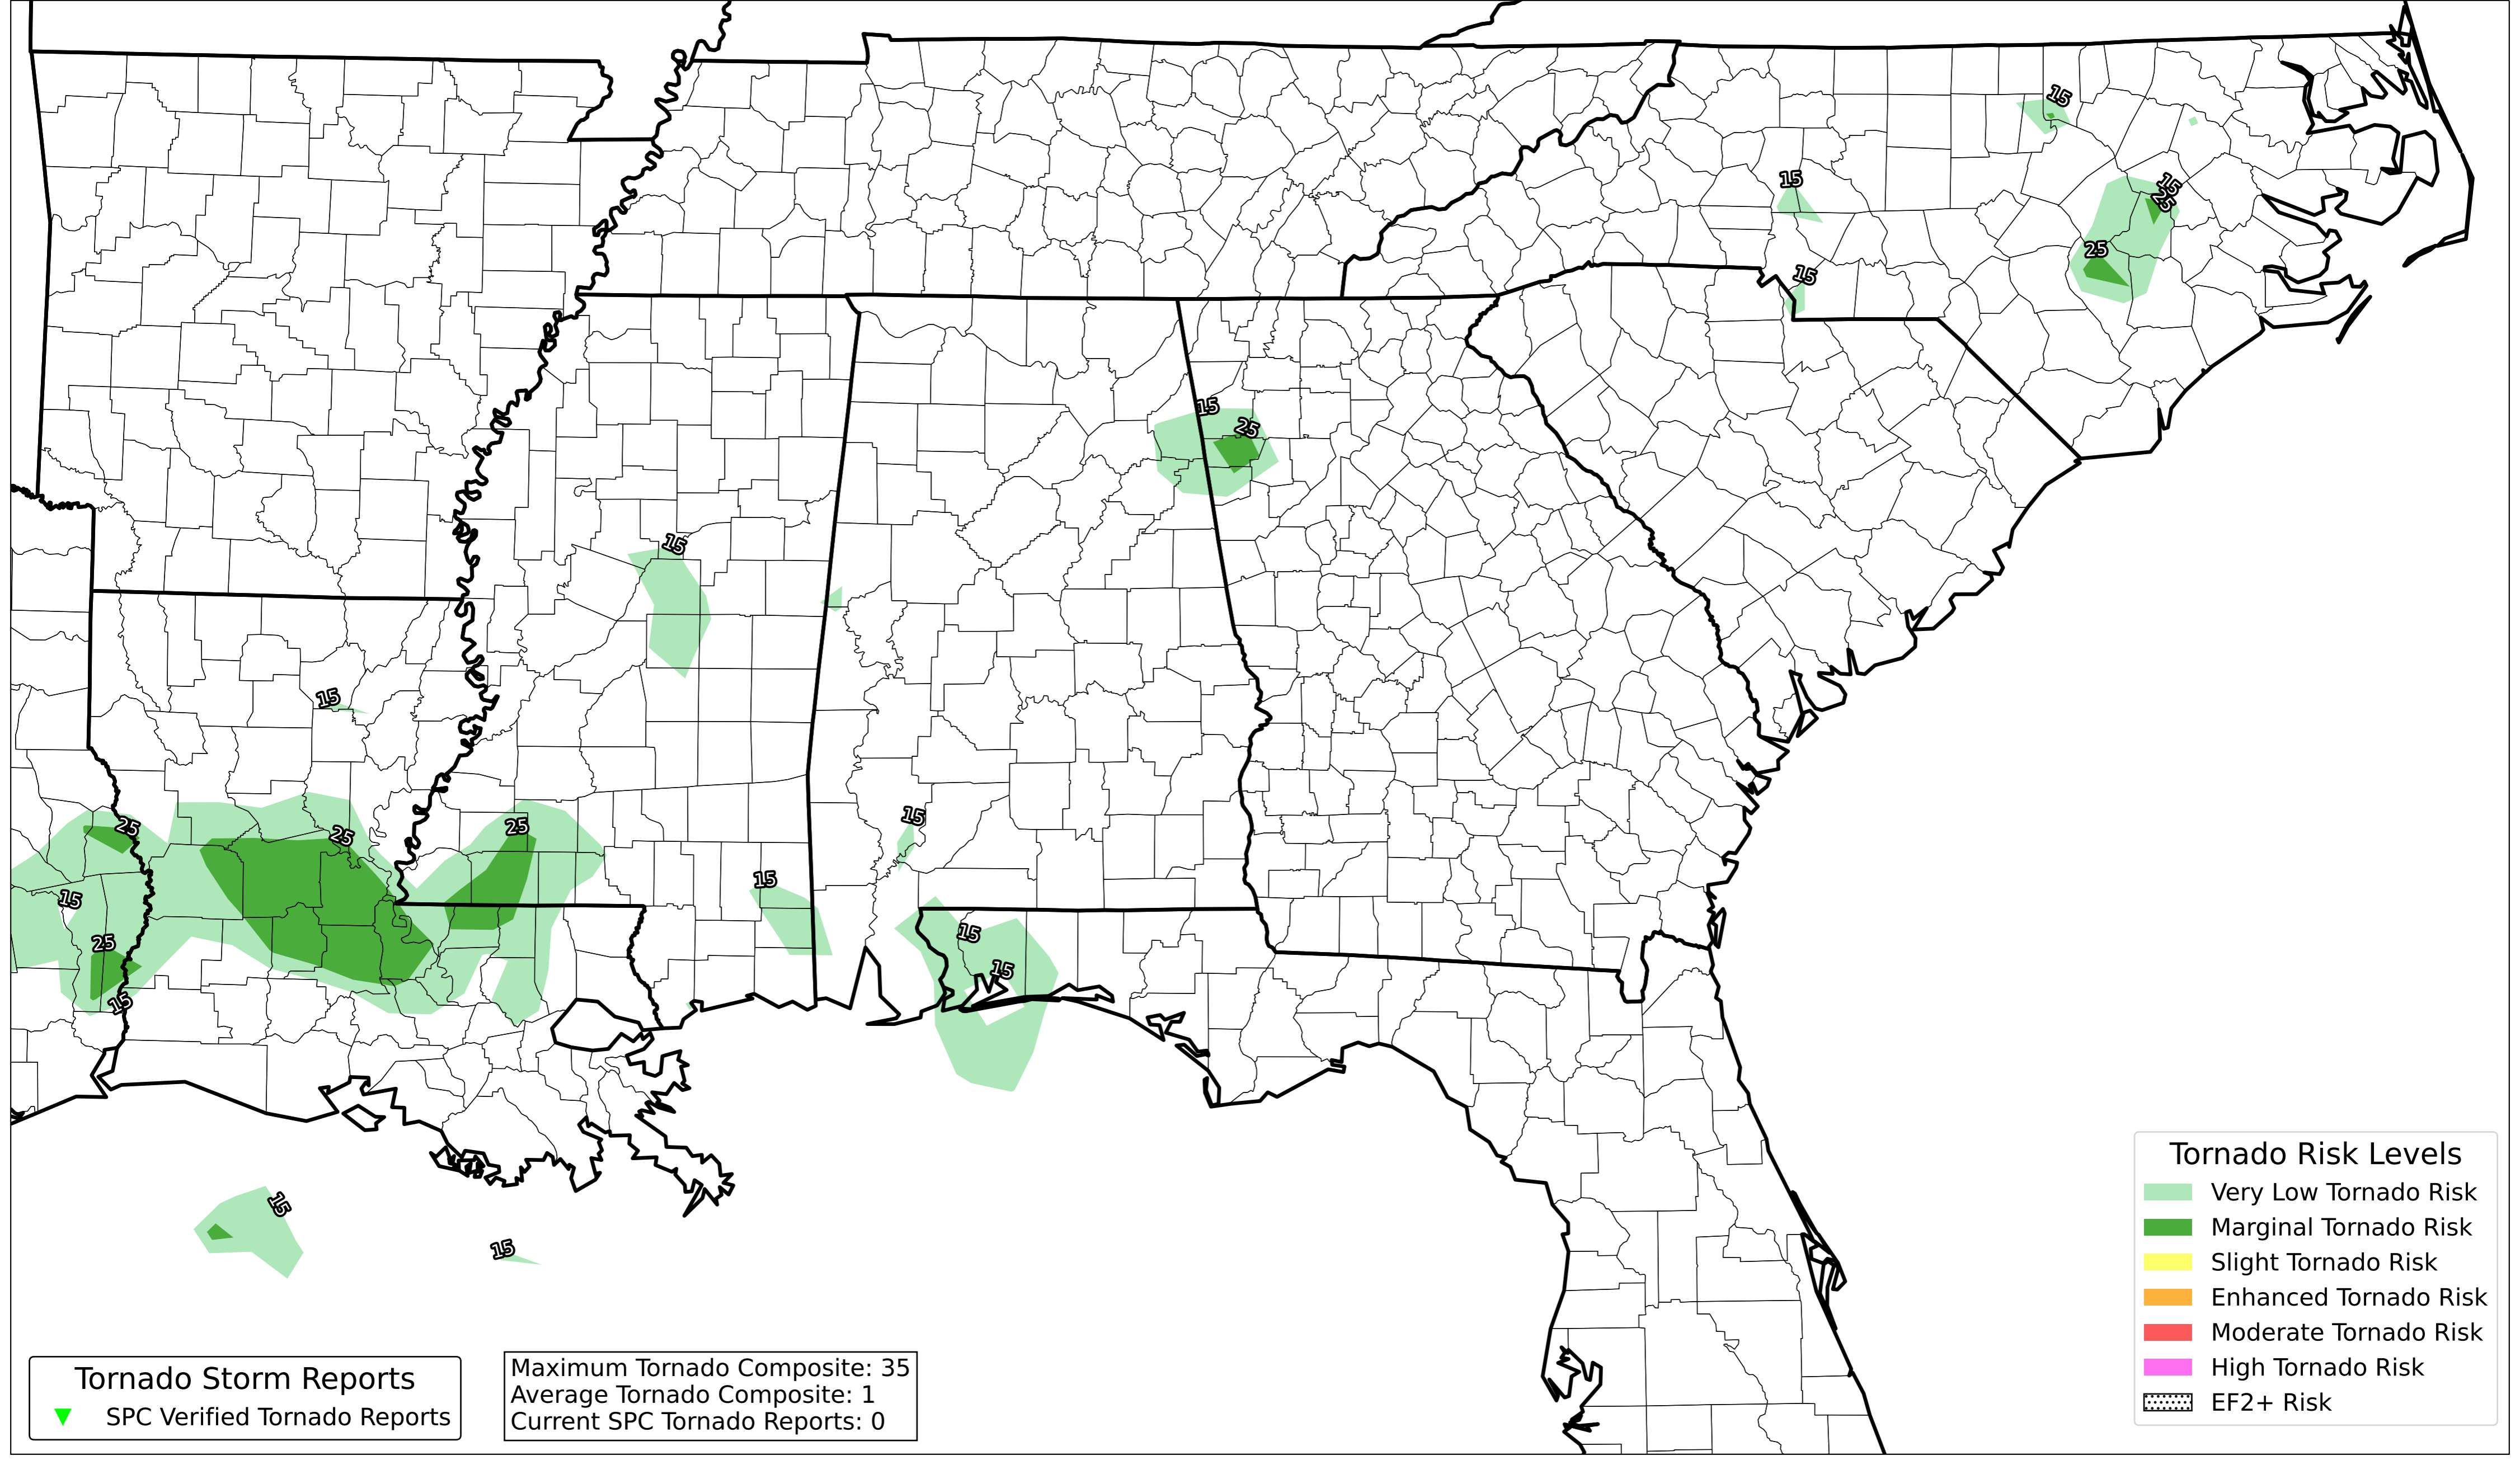 15
15
15
25
25
15
15
25
15
15
25
25
25
15
15
15
25
15
15
15
15
15
Tornado Risk Levels
Very Low Tornado Risk
Marginal Tornado Risk
Slight Tornado Risk
Enhanced Tornado Risk
Moderate Tornado Risk
High Tornado Risk
EF2+ Risk
Tornado Storm Reports
SPC Verified Tornado Reports
Maximum Tornado Composite: 35
Average Tornado Composite: 1
Current SPC Tornado Reports: 0